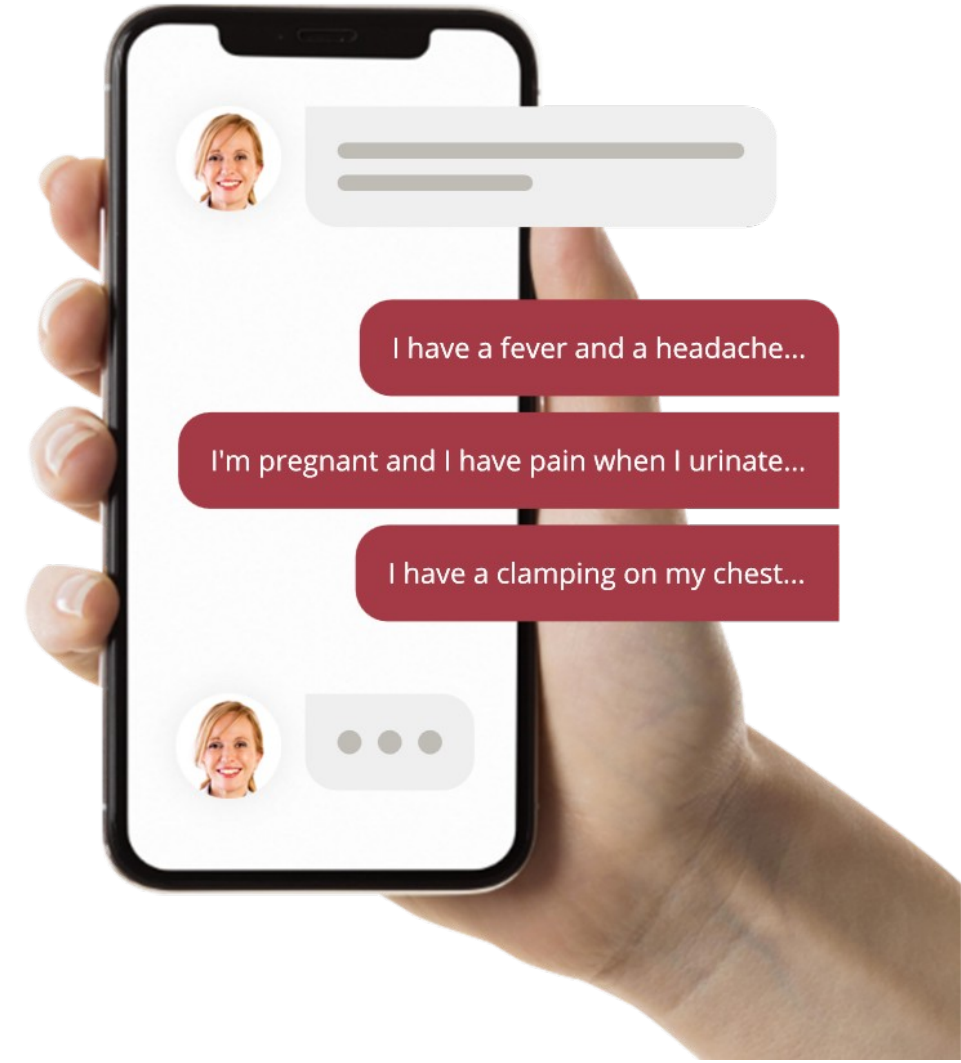 I have a fever and a headache...
I'm pregnant and I have pain when I urinate...
I have a clamping on my chest...